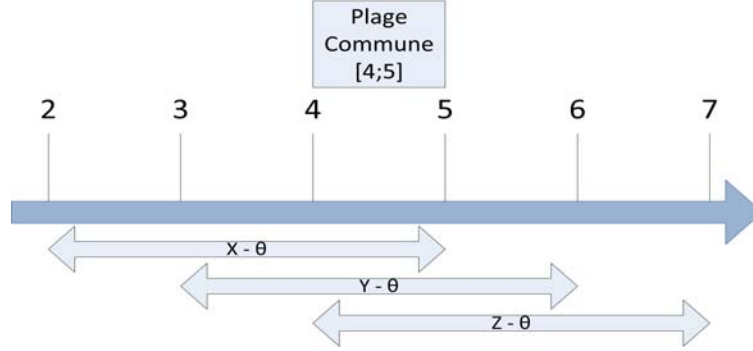 Plage
Commune
[4;5]
2 3 4 5 6 7
X - θ
Y - θ
Z - θ